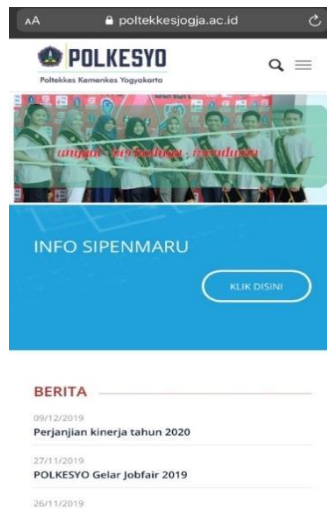 AA poltekkesjogja.ac.id
POLKESYO
Poltekkes Kemenkes Yogyakarta
INFO SIPENMARU
KLIK DISINI
BERITA
09/12/2019
Perjanjian kinerja tahun 2020
27/11/2019
POLKESYO Gelar Jobfair 2019
26/11/2019